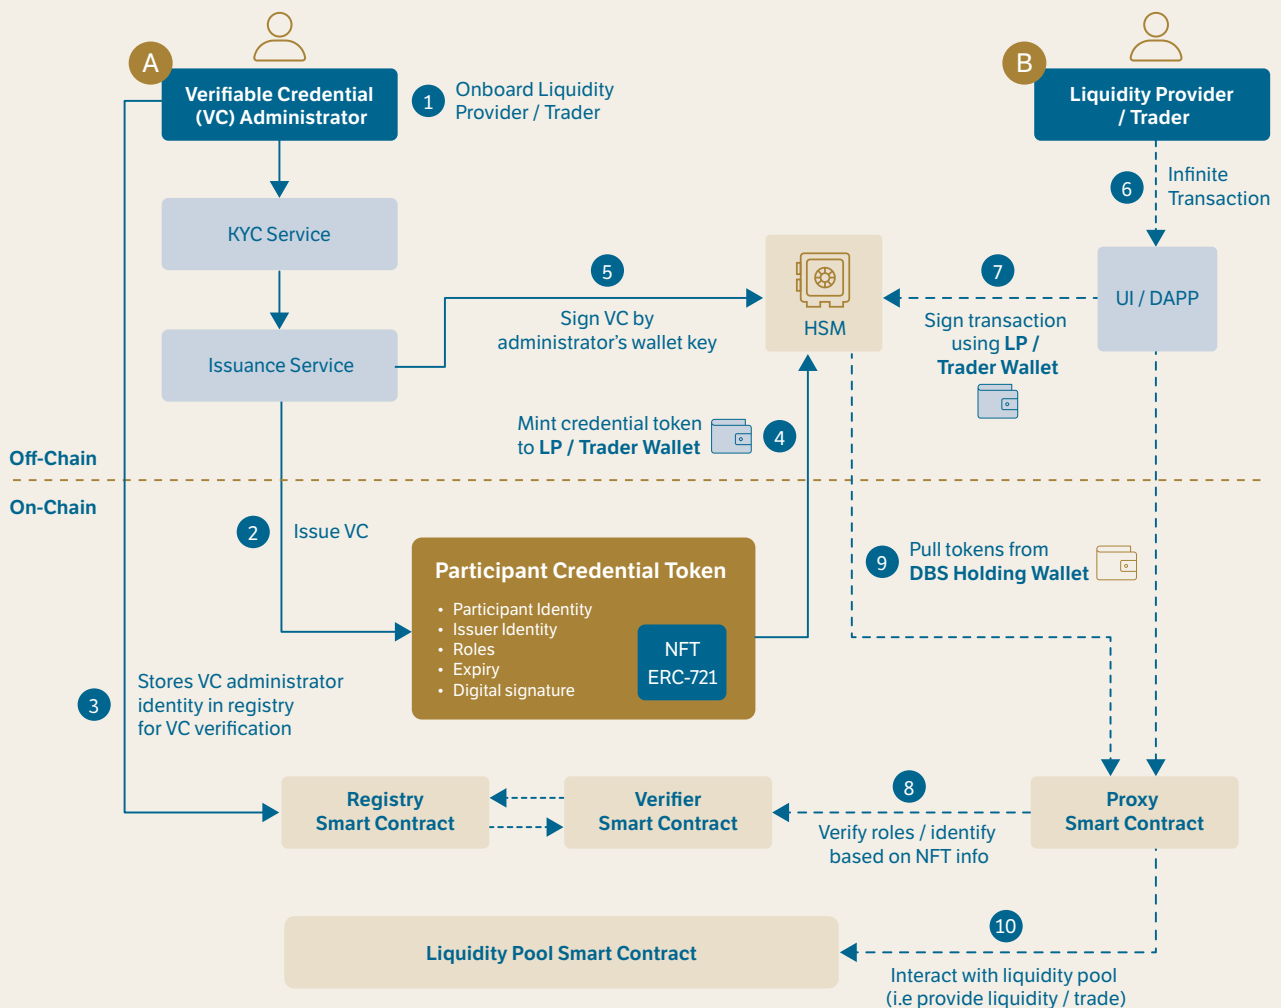 A
Verifiable Credential
(VC) Administrator
1
Onboard Liquidity
Provider / Trader
B
Liquidity Provider
/ Trader
6
Infinite
Transaction
KYC Service
Issuance Service
5
Sign VC by
administrator's wallet key
HSM
7
Sign transaction
using LP /
Trader Wallet
UI / DAPP
Mint credential token
to LP / Trader Wallet
4
Off-Chain
On-Chain
2
Issue VC
Participant Credential Token
• Participant Identity
• Issuer Identity
• Roles
• Expiry
• Digital signature
NFT
ERC-721
9
Pull tokens from
DBS Holding Wallet
3
Stores VC administrator
identity in registry
for VC verification
Registry
Smart Contract
Verifier
Smart Contract
8
Verify roles / identify
based on NFT info
Proxy
Smart Contract
Liquidity Pool Smart Contract
10
Interact with liquidity pool
(i.e provide liquidity / trade)